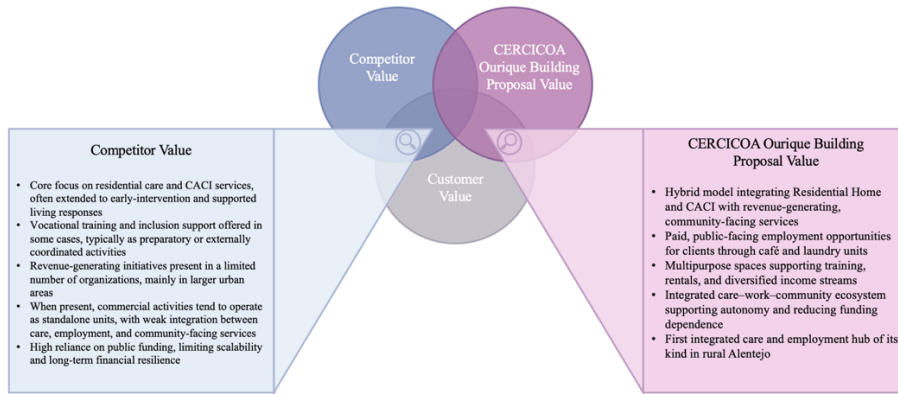 Competitor
Value
CERCICOA
Ourique Building
Proposal Value
Customer
Value
Competitor Value
• Core focus on residential care and CACI services,
often extended to early-intervention and supported
living responses
• Vocational training and inclusion support offered in
some cases, typically as preparatory or externally
coordinated activities
• Revenue-generating initiatives present in a limited
number of organizations, mainly in larger urban
areas
• When present, commercial activities tend to operate
as standalone units, with weak integration between
care, employment, and community-facing services
• High reliance on public funding, limiting scalability
and long-term financial resilience
CERCICOA Ourique Building
Proposal Value
• Hybrid model integrating Residential Home
and CACI with revenue-generating,
community-facing services
• Paid, public-facing employment opportunities
for clients through café and laundry units
• Multipurpose spaces supporting training,
rentals, and diversified income streams
• Integrated care–work–community ecosystem
supporting autonomy and reducing funding
dependence
• First integrated care and employment hub of its
kind in rural Alentejo